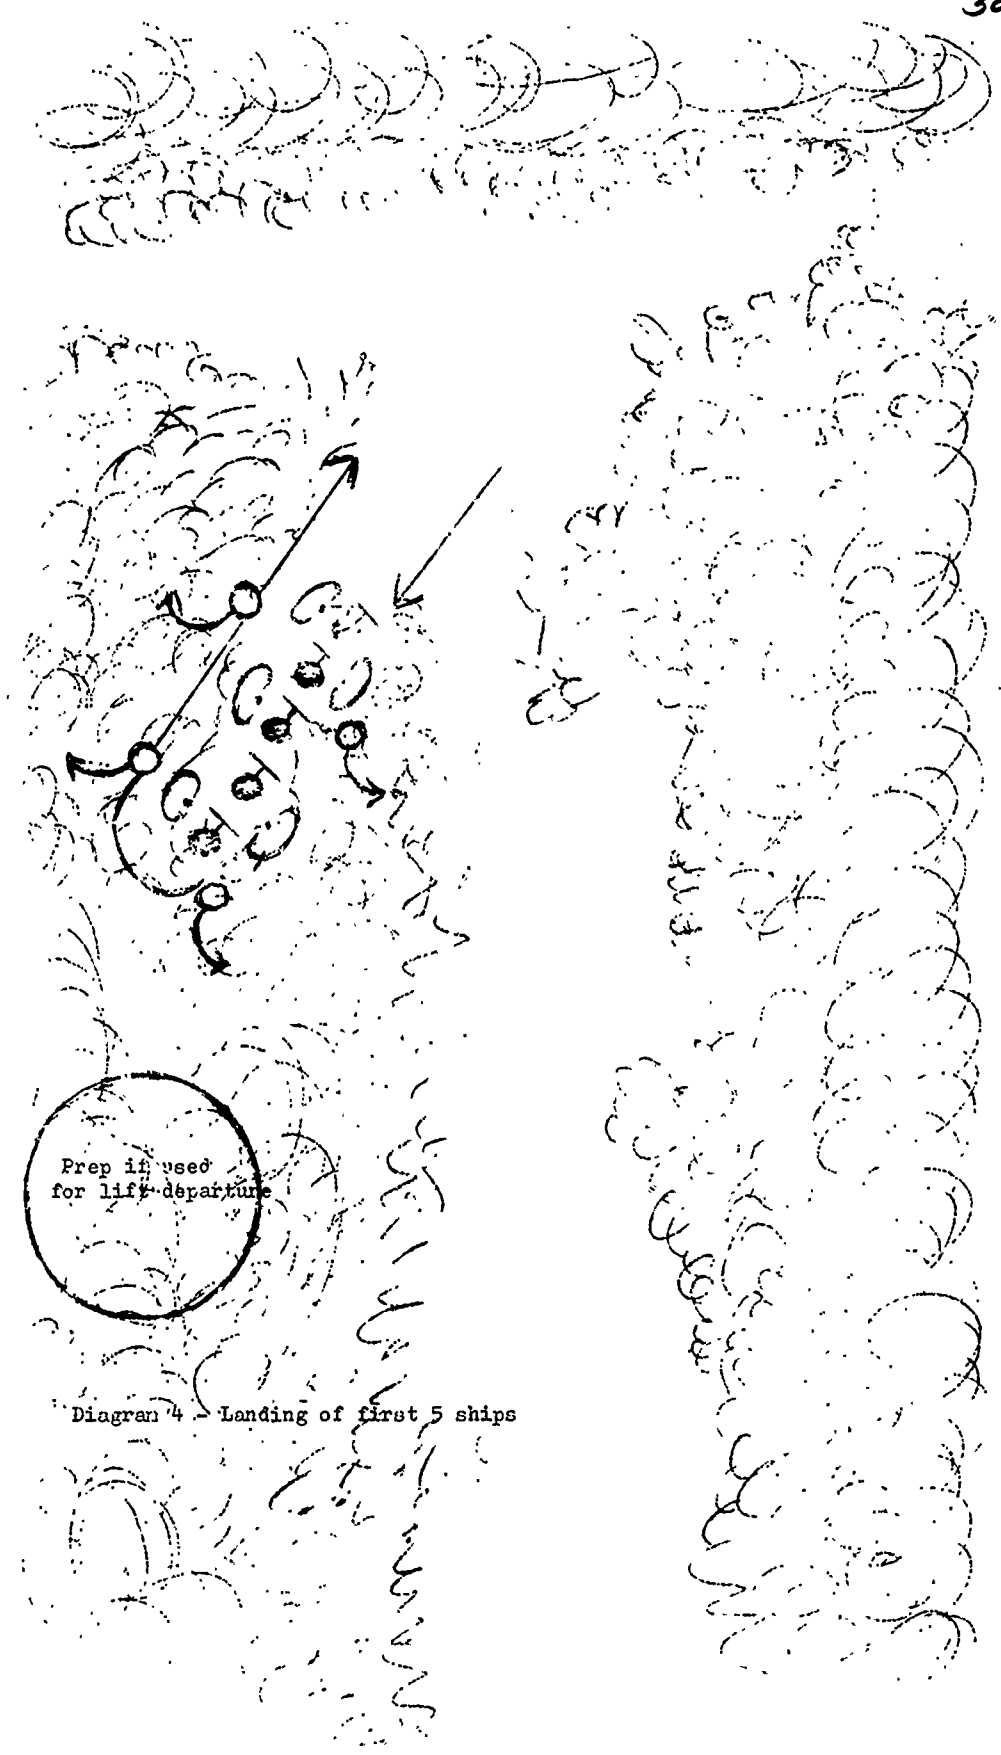 Prep if used
for lift departure
Diagram 4 - Landing of first 5 ships